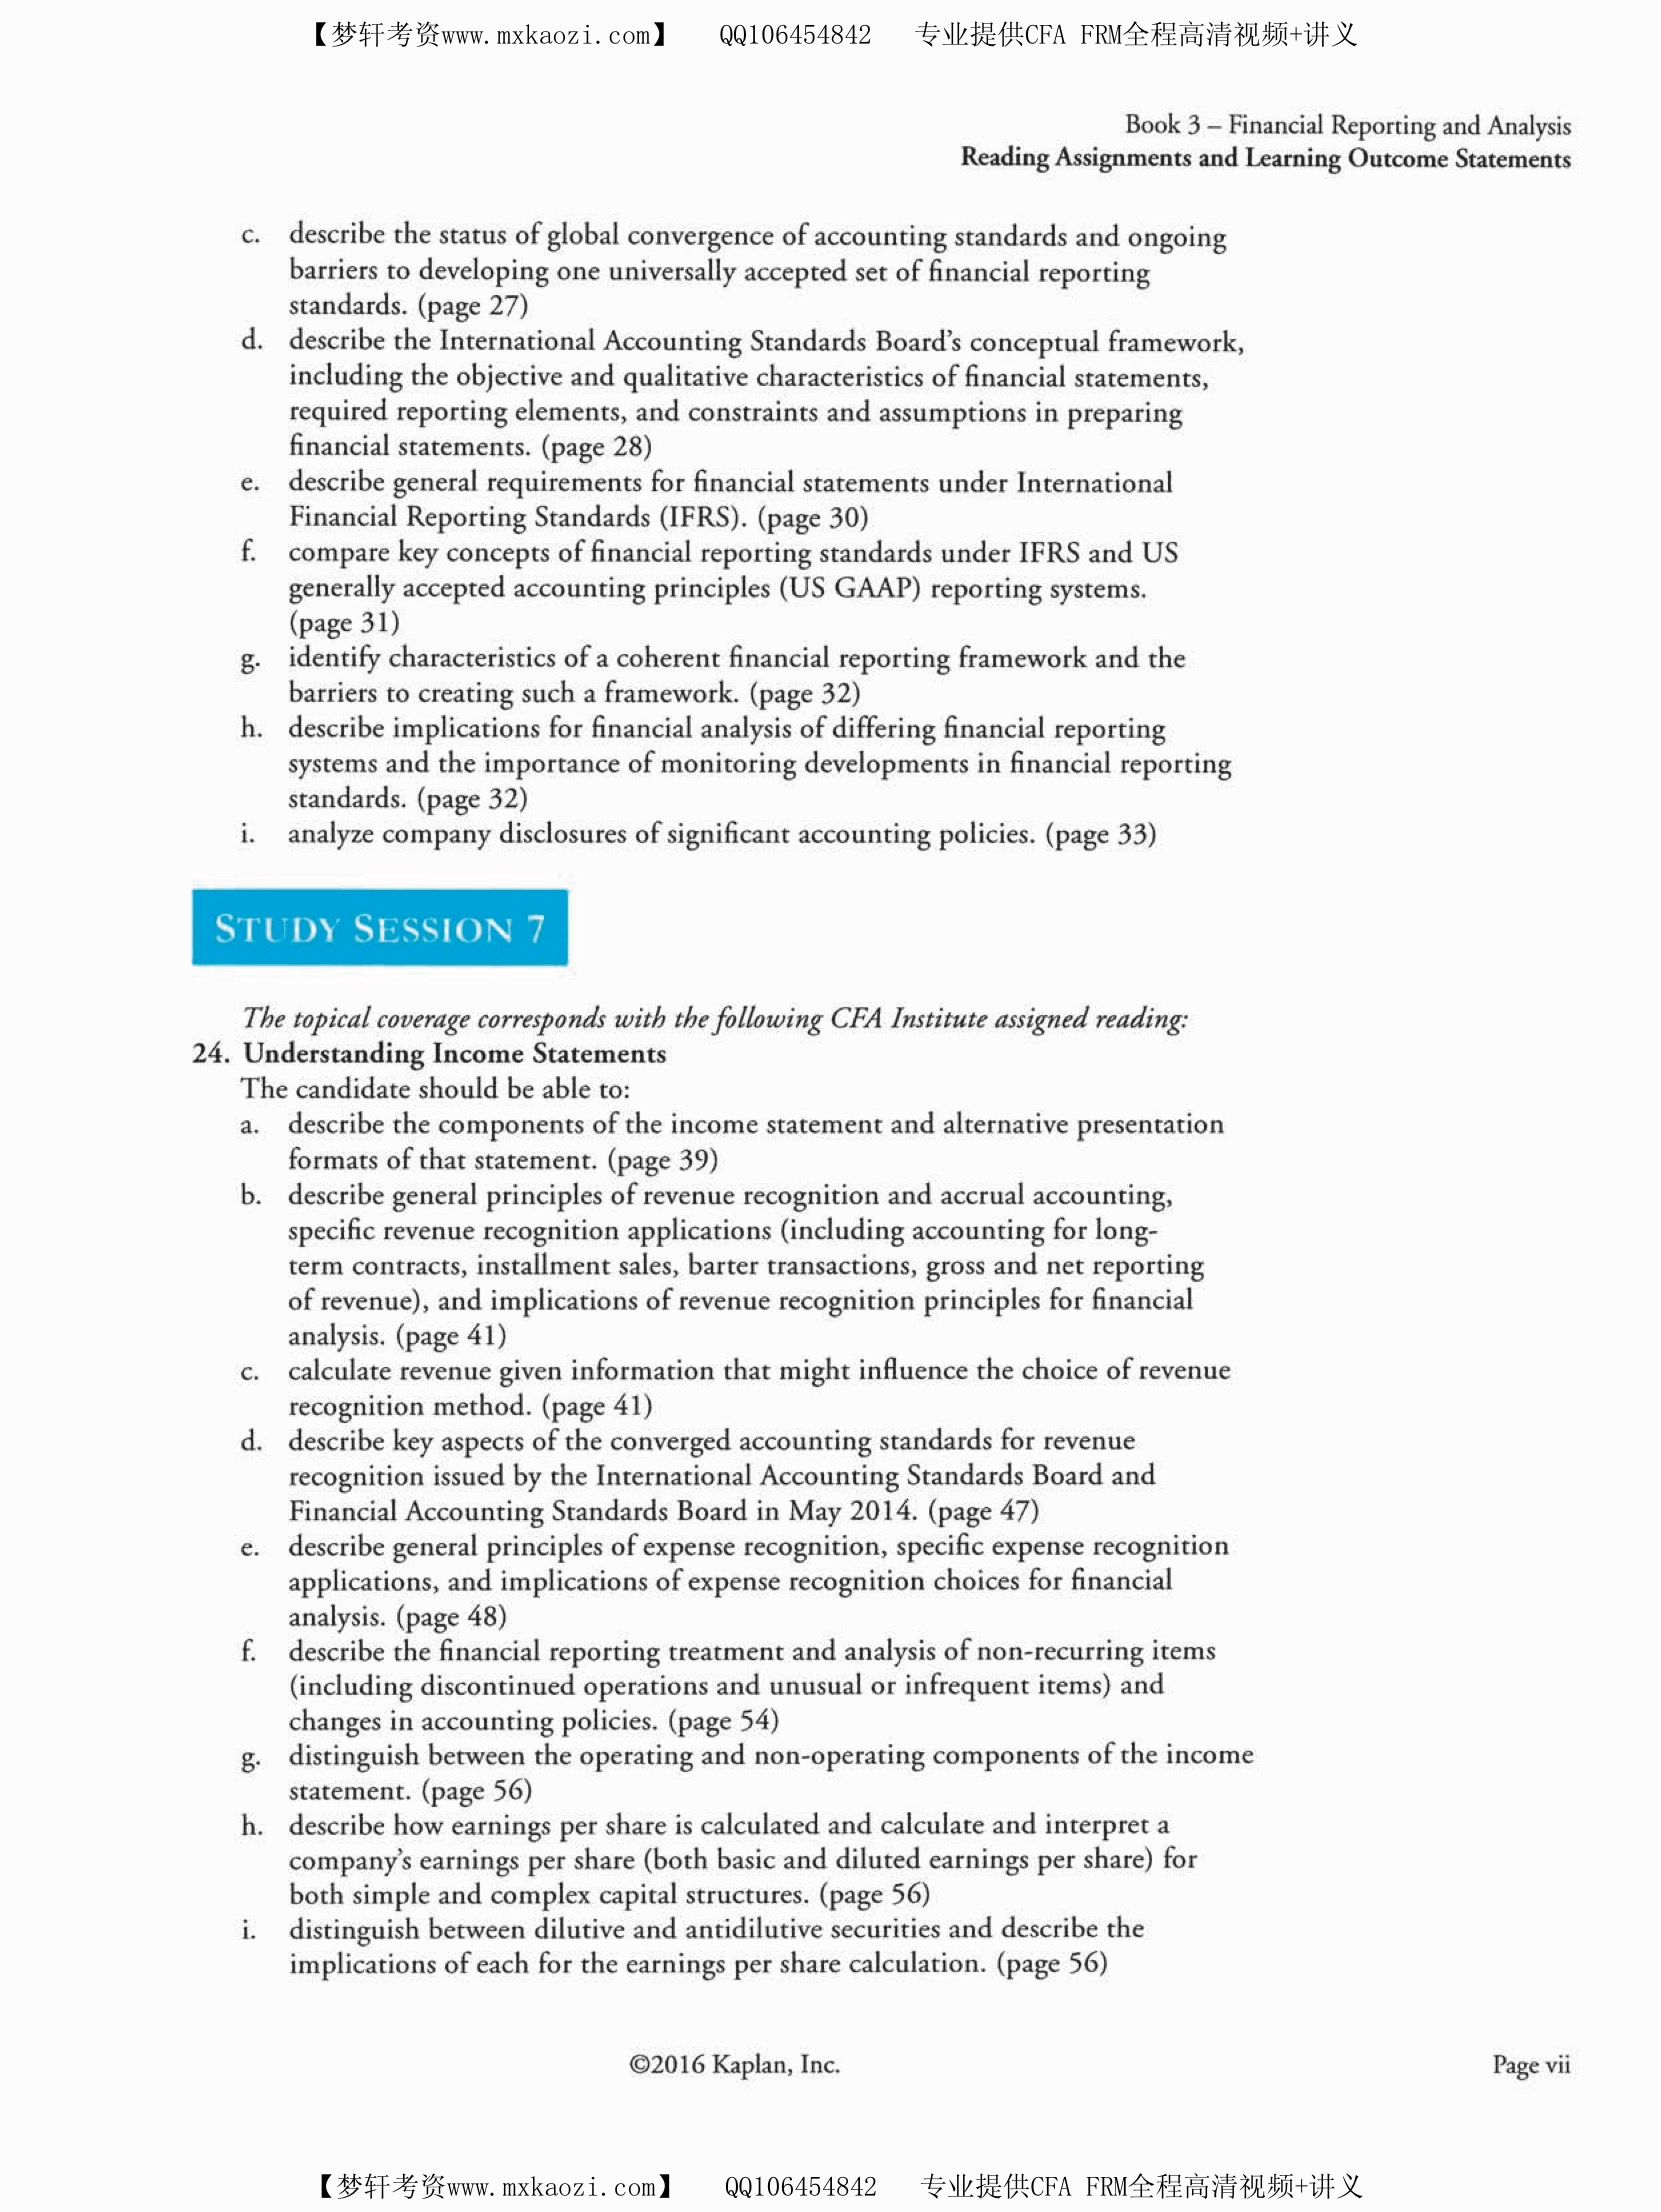 【梦轩考资www.mxkaozi.com】 QQ106454842 专业提供CFA FRM全程高清视频+讲义
Book 3 – Financial Reporting and Analysis
Reading Assignments and Learning Outcome Statements
c. describe the status of global convergence of accounting standards and ongoing
barriers to developing one universally accepted set of financial reporting
standards. (page 27)
d. describe the International Accounting Standards Board's conceptual framework,
including the objective and qualitative characteristics of financial statements,
required reporting elements, and constraints and assumptions in preparing
financial statements. (page 28)
e. describe general requirements for financial statements under International
Financial Reporting Standards (IFRS). (page 30)
f. compare key concepts of financial reporting standards under IFRS and US
generally accepted accounting principles (US GAAP) reporting systems.
(page 31)
g. identify characteristics of a coherent financial reporting framework and the
barriers to creating such a framework. (page 32)
h. describe implications for financial analysis of differing financial reporting
systems and the importance of monitoring developments in financial reporting
standards. (page 32)
i. analyze company disclosures of significant accounting policies. (page 33)
STUDY SESSION 7
The topical coverage corresponds with the following CFA Institute assigned reading:
24. Understanding Income Statements
The candidate should be able to:
a. describe the components of the income statement and alternative presentation
formats of that statement. (page 39)
b. describe general principles of revenue recognition and accrual accounting,
specific revenue recognition applications (including accounting for long-
term contracts, installment sales, barter transactions, gross and net reporting
of revenue), and implications of revenue recognition principles for financial
analysis. (page 41)
c. calculate revenue given information that might influence the choice of revenue
recognition method. (page 41)
d. describe key aspects of the converged accounting standards for revenue
recognition issued by the International Accounting Standards Board and
Financial Accounting Standards Board in May 2014. (page 47)
e. describe general principles of expense recognition, specific expense recognition
applications, and implications of expense recognition choices for financial
analysis. (page 48)
f. describe the financial reporting treatment and analysis of non-recurring items
(including discontinued operations and unusual or infrequent items) and
changes in accounting policies. (page 54)
g. distinguish between the operating and non-operating components of the income
statement. (page 56)
h. describe how earnings per share is calculated and calculate and interpret a
company's earnings per share (both basic and diluted earnings per share) for
both simple and complex capital structures. (page 56)
i. distinguish between dilutive and antidilutive securities and describe the
implications of each for the earnings per share calculation. (page 56)
©2016 Kaplan, Inc. Page vii
【梦轩考资www.mxkaozi.com】 QQ106454842 专业提供CFA FRM全程高清视频+讲义